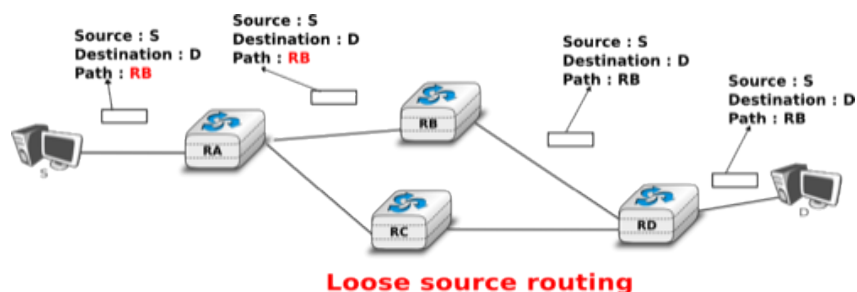 Source : S
Destination : D
Path : RB
Source : S
Destination : D
Path : RB
Source : S
Destination : D
Path : RB
Source : S
Destination : D
Path : RB
S
RA
RB
RC
RD
D
Loose source routing